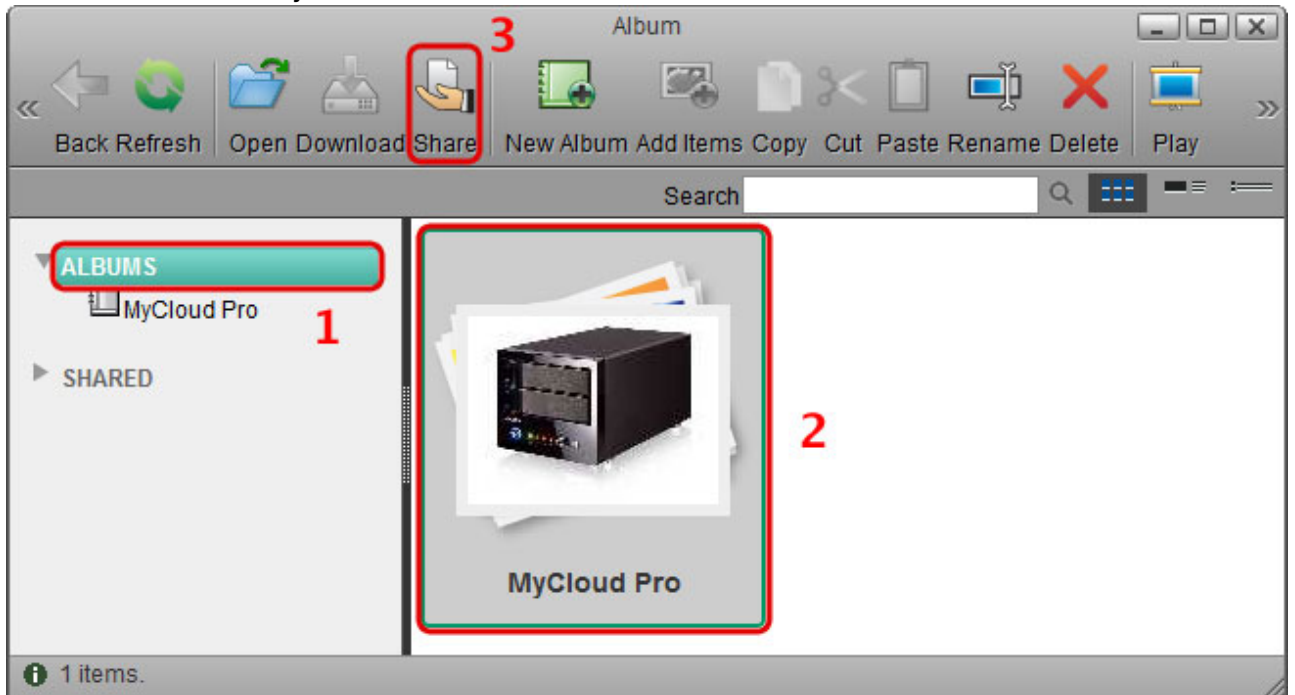 Album
3
Back Refresh Open Download Share New Album Add Items Copy Cut Paste Rename Delete Play
Search
ALBUMS
MyCloud Pro
1
SHARED
2
MyCloud Pro
1 items.